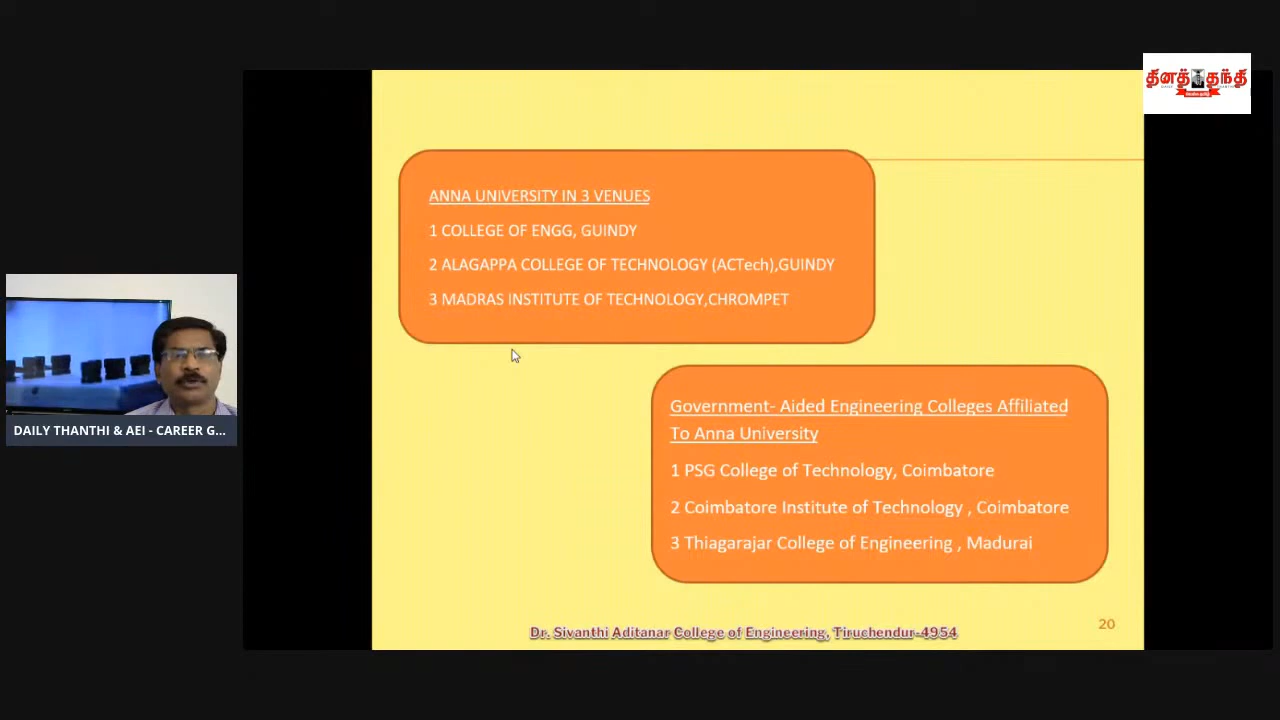 தினத்தந்தி
ANNA UNIVERSITY IN 3 VENUES
1 COLLEGE OF ENGG, GUINDY
2 ALAGAPPA COLLEGE OF TECHNOLOGY (ACTech),GUINDY
3 MADRAS INSTITUTE OF TECHNOLOGY,CHROMPET
Government- Aided Engineering Colleges Affiliated
To Anna University
1 PSG College of Technology, Coimbatore
2 Coimbatore Institute of Technology , Coimbatore
3 Thiagarajar College of Engineering , Madurai
DAILY THANTHI & AEI - CAREER G...
Dr. Sivanthi Aditanar College of Engineering, Tiruchendur-4954
20